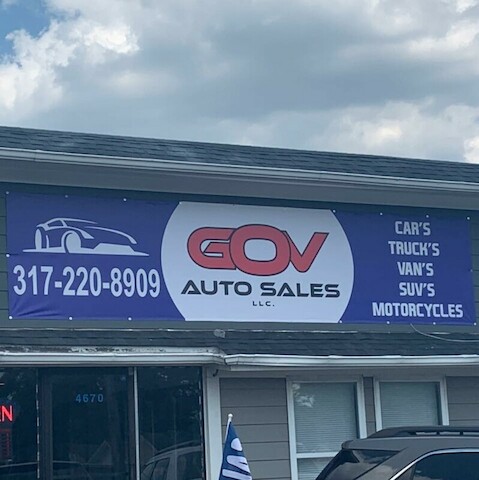 317-220-8909
GOV
AUTO SALES
LLC.
CAR'S
TRUCK'S
VAN'S
SUV'S
MOTORCYCLES
4670